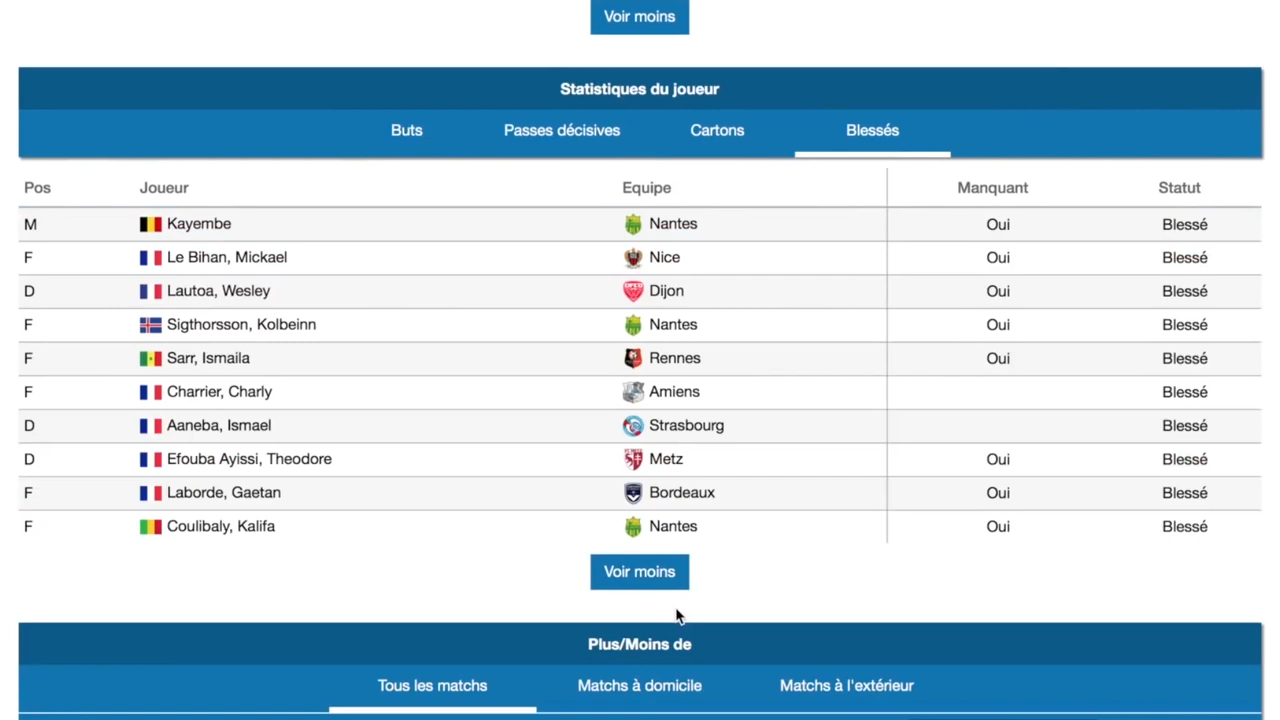 Voir moins
Statistiques du joueur
Buts Passes décisives Cartons Blessés
Pos Joueur Equipe Manquant Statut
M Kayembe Nantes Oui Blessé
F Le Bihan, Mickael Nice Oui Blessé
D Lautoa, Wesley Dijon Oui Blessé
F Sigthorsson, Kolbeinn Nantes Oui Blessé
F Sarr, Ismaila Rennes Oui Blessé
F Charrier, Charly Amiens Blessé
D Aaneba, Ismael Strasbourg Blessé
D Efouba Ayissi, Theodore Metz Oui Blessé
F Laborde, Gaetan Bordeaux Oui Blessé
F Coulibaly, Kalifa Nantes Oui Blessé
Voir moins
Plus/Moins de
Tous les matchs Matchs à domicile Matchs à l'extérieur